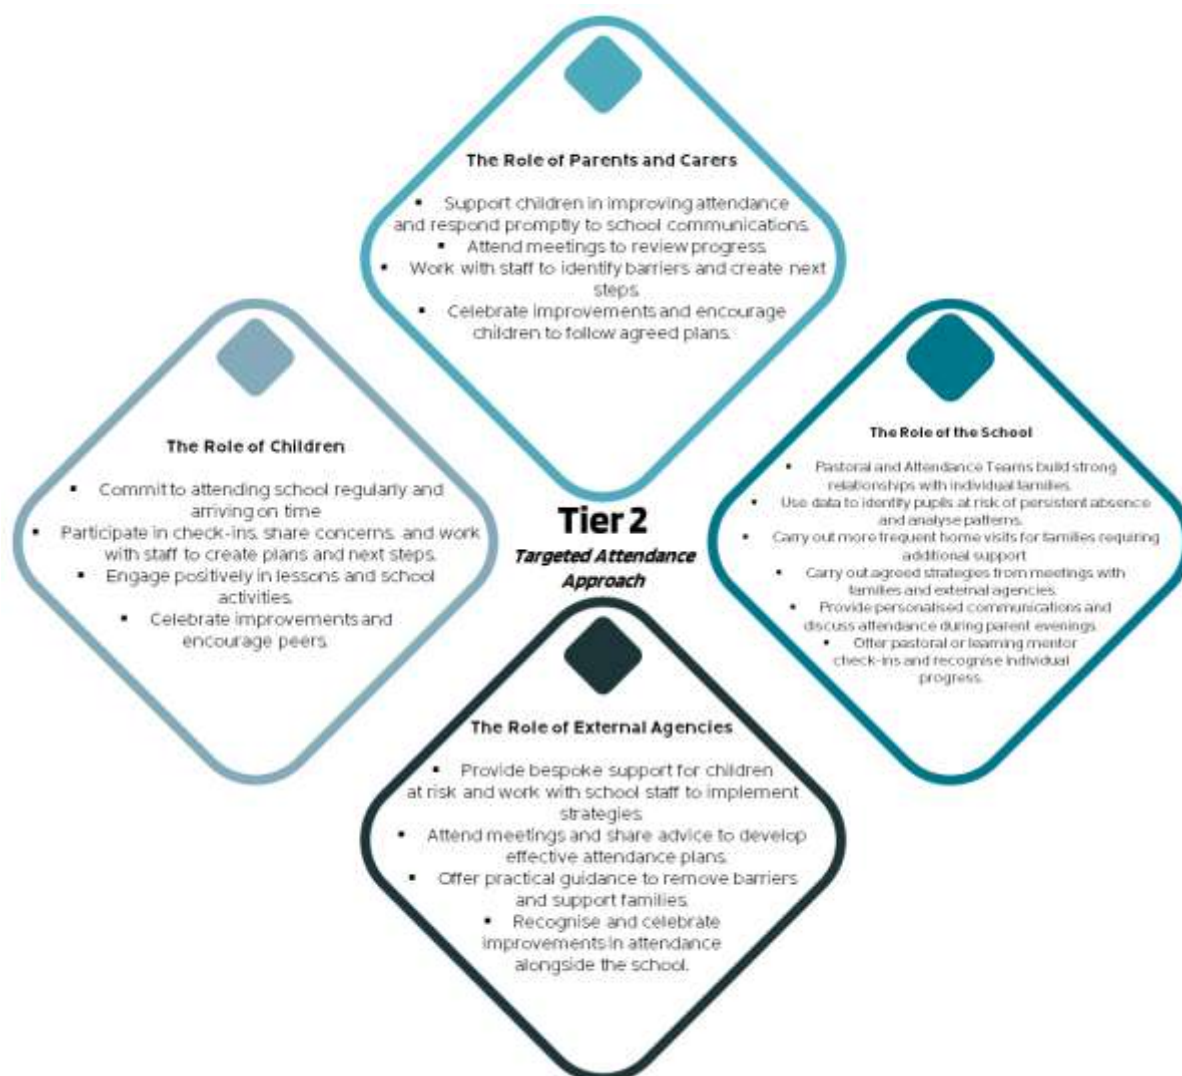 The Role of Parents and Carers
▪ Support children in improving attendance
and respond promptly to school communications.
▪ Attend meetings to review progress.
▪ Work with staff to identify barriers and create next
steps.
▪ Celebrate improvements and encourage
children to follow agreed plans.
The Role of Children
▪ Commit to attending school regularly and
arriving on time
▪ Participate in check-ins, share concerns, and work
with staff to create plans and next steps.
▪ Engage positively in lessons and school
activities.
▪ Celebrate improvements and
encourage peers.
Tier 2
Targeted Attendance
Approach
The Role of the School
▪ Pastoral and Attendance Teams build strong
relationships with individual families.
▪ Use data to identify pupils at risk of persistent absence
and analyse patterns.
▪ Carry out more frequent home visits for families requiring
additional support
▪ Carry out agreed strategies from meetings with
families and external agencies.
▪ Provide personalised communications and
discuss attendance during parent evenings.
▪ Offer pastoral or learning mentor
check-ins and recognise individual
progress.
The Role of External Agencies
▪ Provide bespoke support for children
at risk and work with school staff to implement
strategies.
▪ Attend meetings and share advice to develop
effective attendance plans.
▪ Offer practical guidance to remove barriers
and support families.
▪ Recognise and celebrate
improvements in attendance
alongside the school.